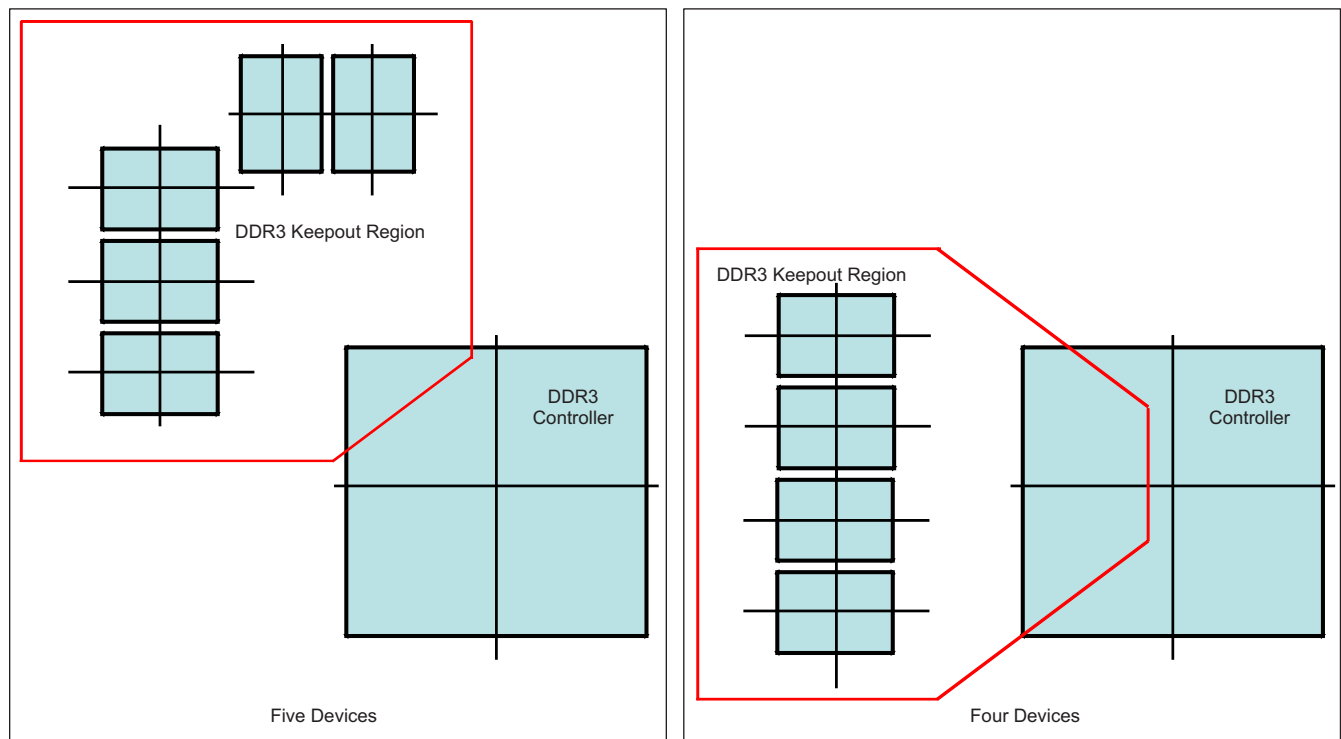 DDR3 Keepout Region
DDR3
Controller
Five Devices
DDR3 Keepout Region
DDR3
Controller
Four Devices